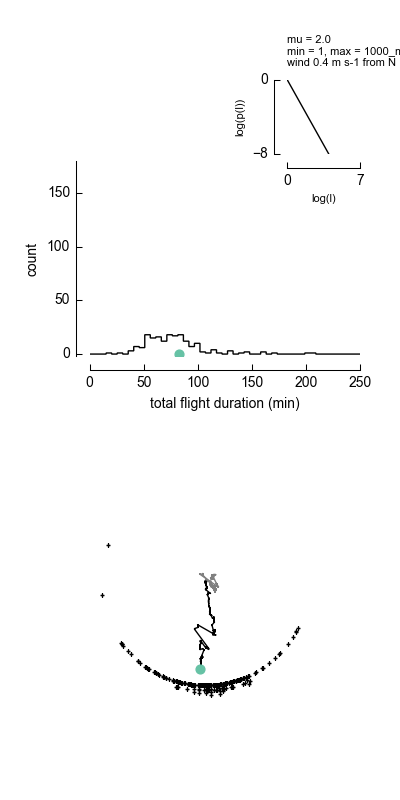 mu = 2.0
min = 1, max = 1000_m
wind 0.4 m s-1 from N
0
log(p(l))
−8
0 7
log(l)
150
100
count
50
0
0 50 100 150 200 250
total flight duration (min)